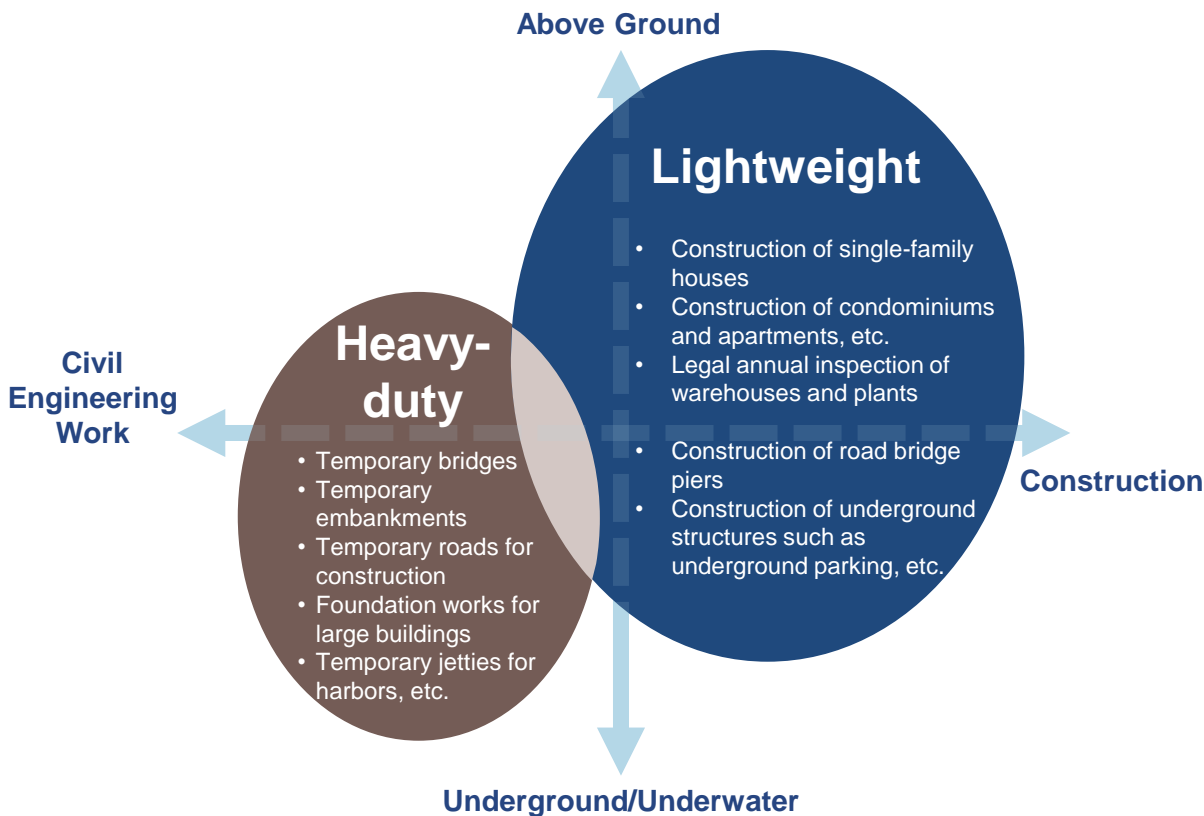 Above Ground
Lightweight
• Construction of single-family
houses
• Construction of condominiums
and apartments, etc.
• Legal annual inspection of
warehouses and plants
• Construction of road bridge
piers
• Construction of underground
structures such as
underground parking, etc.
Heavy-
duty
• Temporary bridges
• Temporary
embankments
• Temporary roads for
construction
• Foundation works for
large buildings
• Temporary jetties for
harbors, etc.
Civil
Engineering
Work
Construction
Underground/Underwater